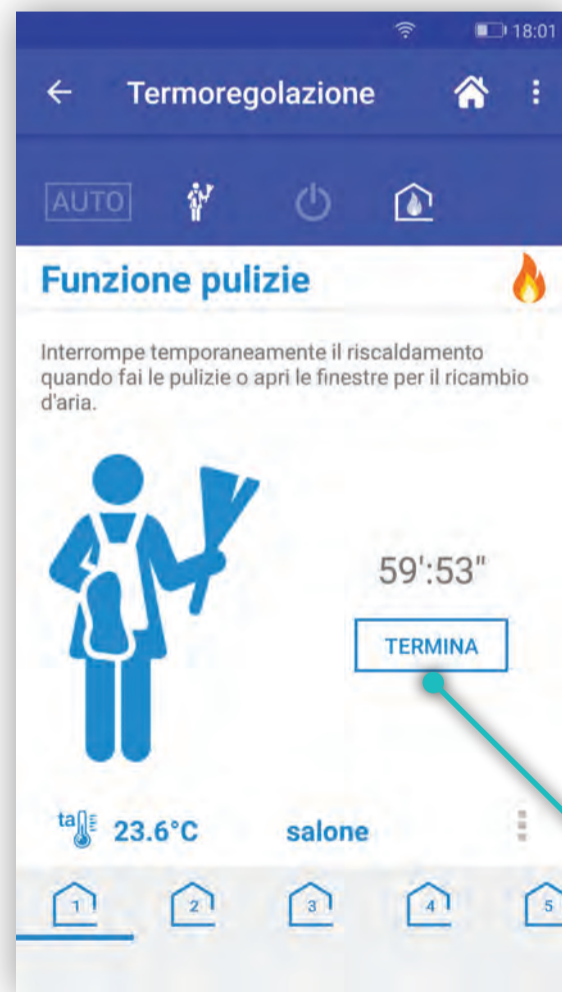 18:01
Termoregolazione
AUTO
Funzione pulizie
Interrompe temporaneamente il riscaldamento
quando fai le pulizie o apri le finestre per il ricambio
d'aria.
59':53"
TERMINA
ta 23.6°C salone
1 2 3 4 5